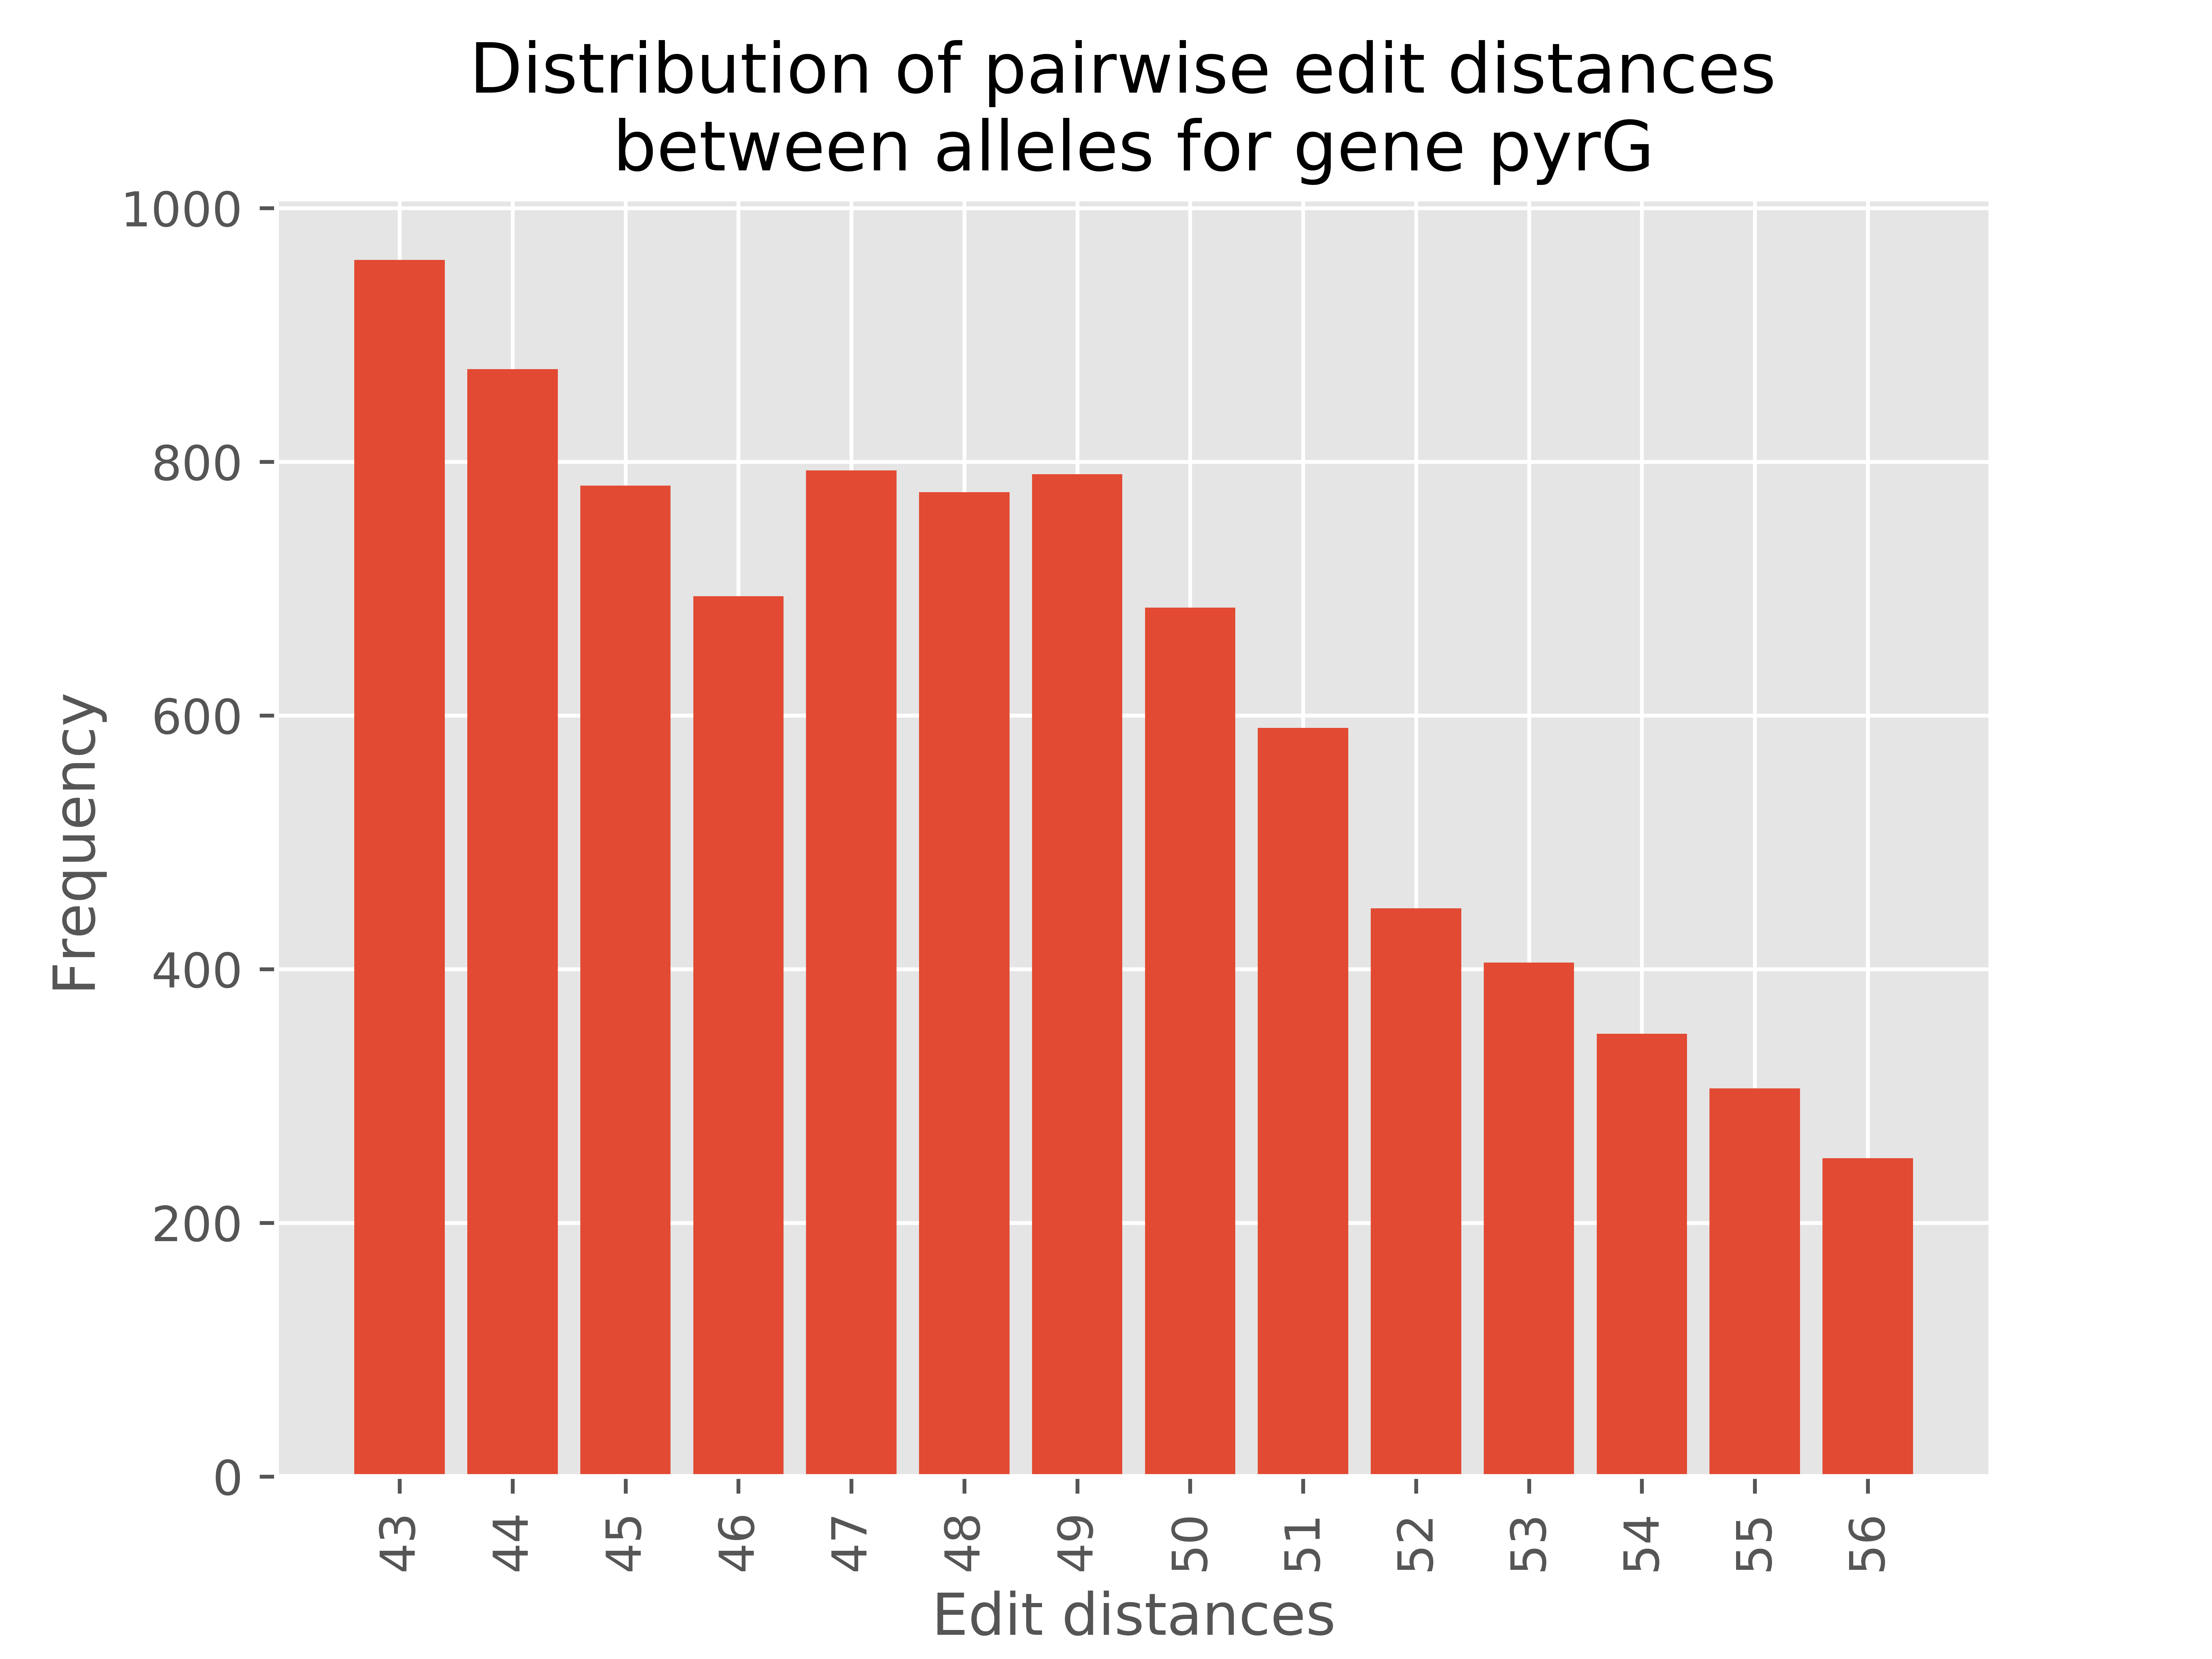 Distribution of pairwise edit distances
between alleles for gene pyrG
1000
800
600
400
200
0
Frequency
43 44 45 46 47 48 49 50 51 52 53 54 55 56
Edit distances